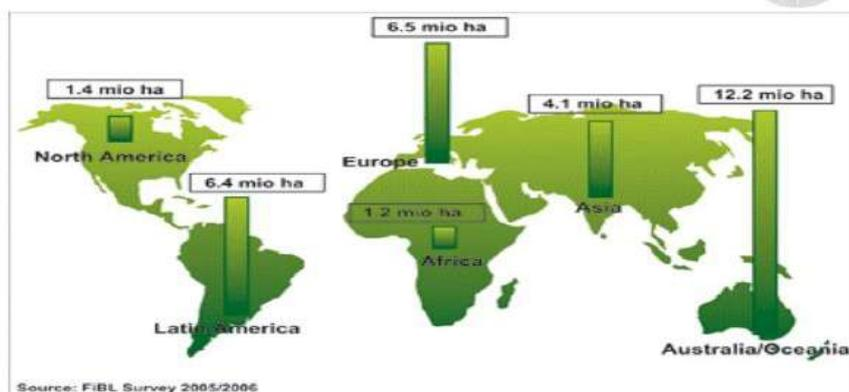 6.5 mio ha
1.4 mio ha
4.1 mio ha
12.2 mio ha
North America
Europe
6.4 mio ha
1.2 mio ha
Asia
Africa
Latin America
Australia/Oceania
Source: FiBL Survey 2005/2006